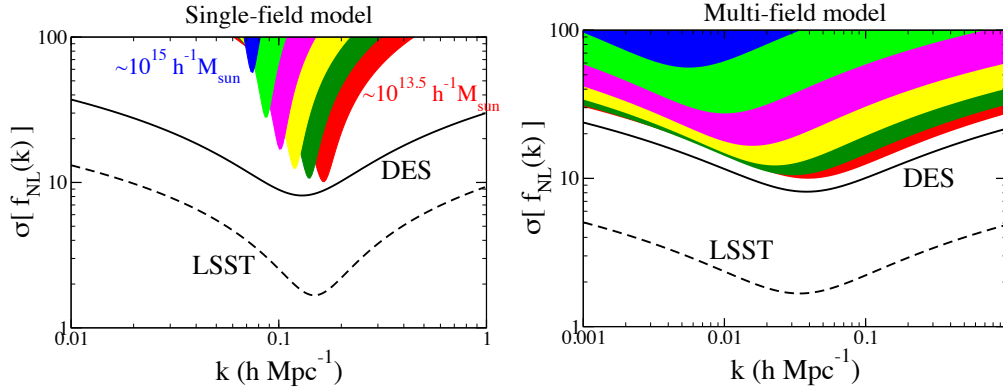 Single-field model
σ[ f_NL(k) ]
100
10
1
~10^15 h^-1 M_sun
~10^13.5 h^-1 M_sun
DES
LSST
0.01
0.1
1
k (h Mpc^-1)
Multi-field model
σ[ f_NL(k) ]
100
10
1
DES
LSST
0.001
0.01
0.1
k (h Mpc^-1)